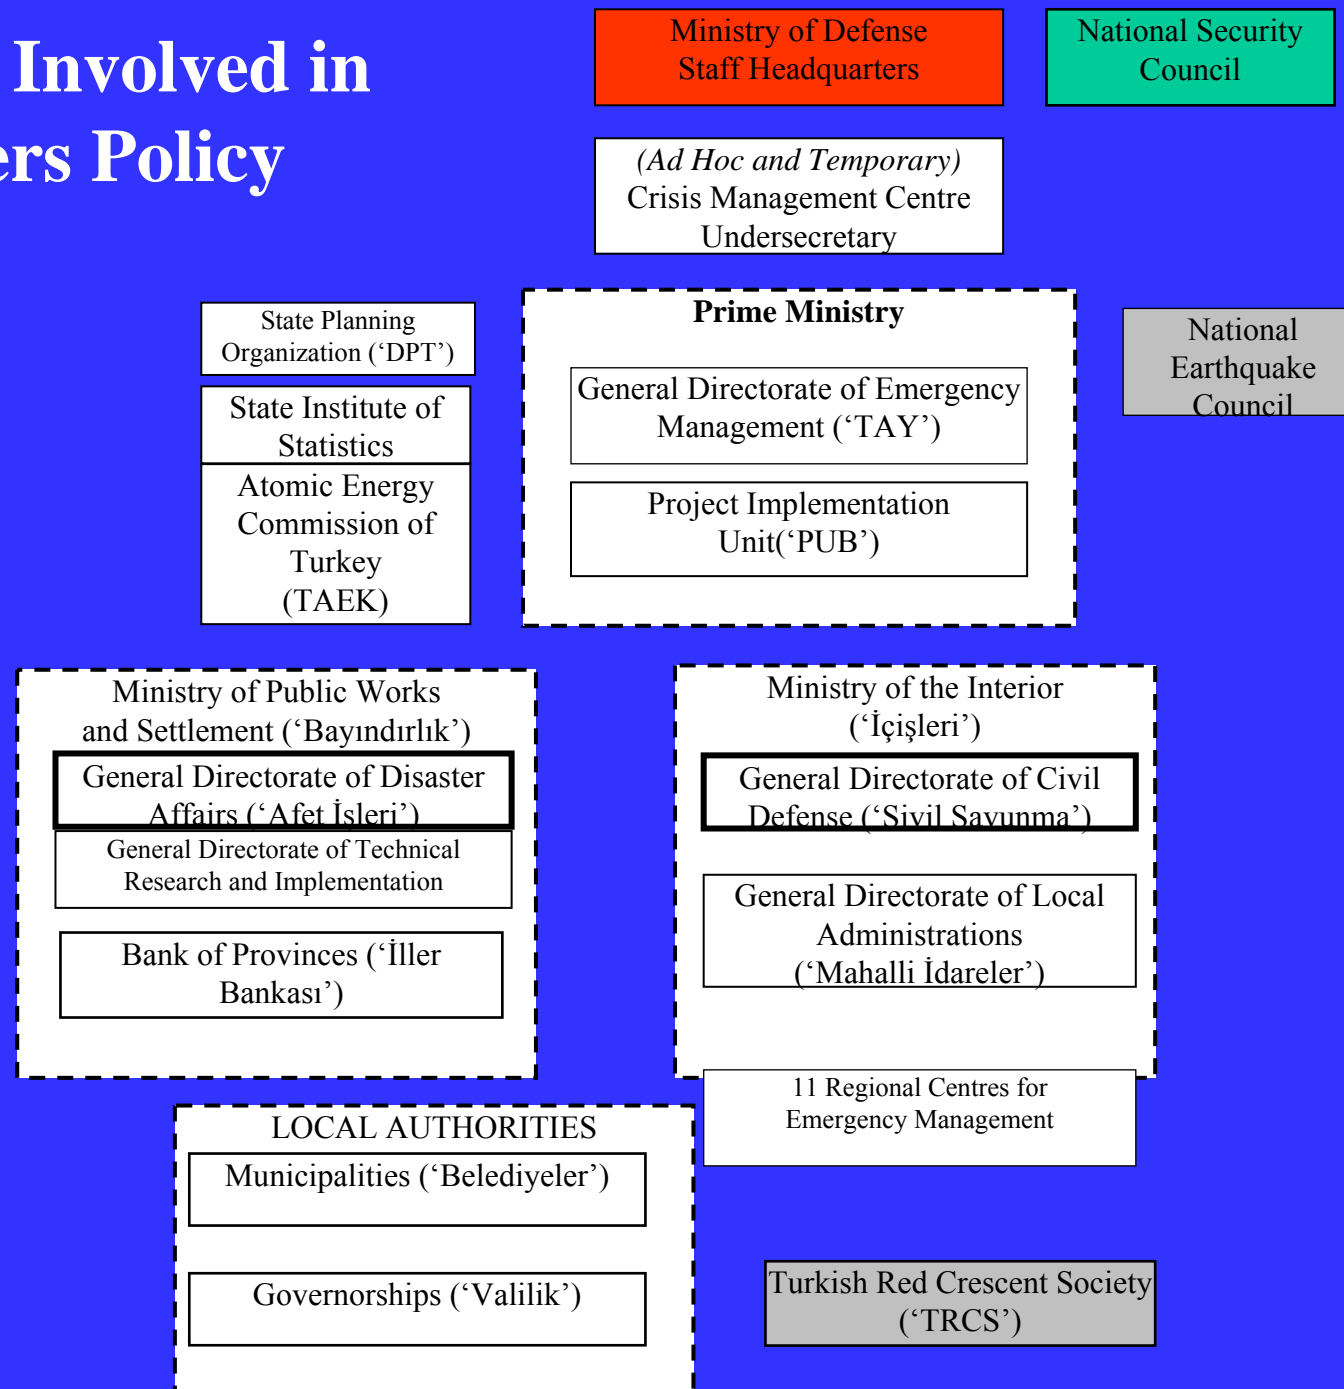 Involved in
ers Policy
Ministry of Defense
Staff Headquarters
National Security
Council
(Ad Hoc and Temporary)
Crisis Management Centre
Undersecretary
State Planning
Organization (‘DPT’)
State Institute of
Statistics
Atomic Energy
Commission of
Turkey
(TAEK)
Prime Ministry
General Directorate of Emergency
Management (‘TAY’)
Project Implementation
Unit(‘PUB’)
National
Earthquake
Council
Ministry of Public Works
and Settlement (‘Bayındırlık’)
General Directorate of Disaster
Affairs (‘Afet İşleri’)
General Directorate of Technical
Research and Implementation
Bank of Provinces (‘İller
Bankası’)
Ministry of the Interior
(‘İçişleri’)
General Directorate of Civil
Defense (‘Sivil Savunma’)
General Directorate of Local
Administrations
(‘Mahalli İdareler’)
11 Regional Centres for
Emergency Management
LOCAL AUTHORITIES
Municipalities (‘Belediyeler’)
Governorships (‘Valilik’)
Turkish Red Crescent Society
(‘TRCS’)